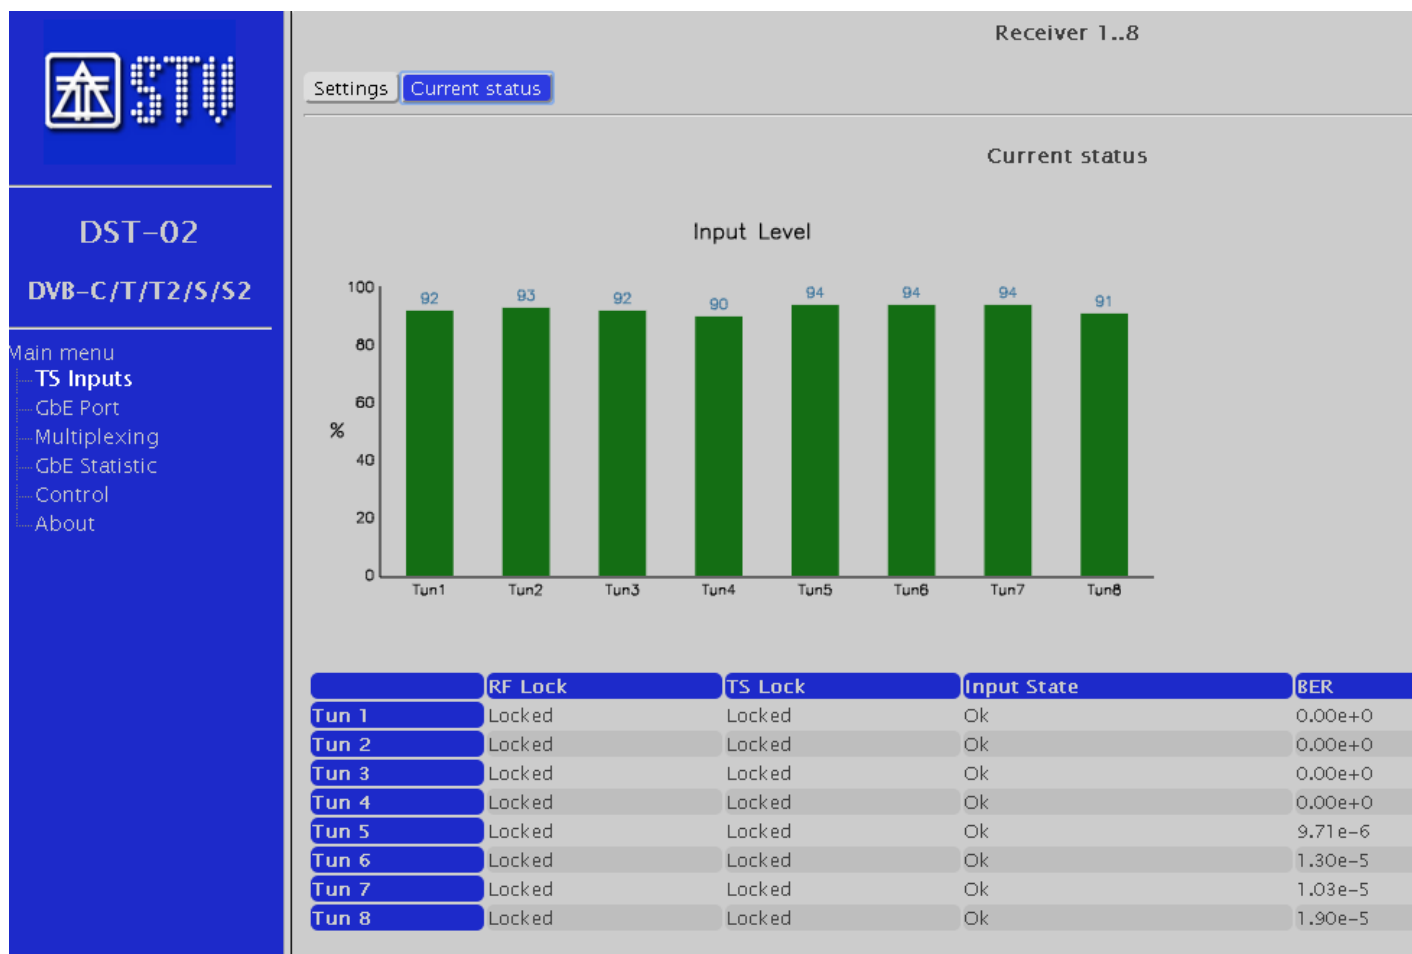 STV
Receiver 1..8
Settings Current status
Current status
DST-02
DVB-C/T/T2/S/S2
Main menu
TS Inputs
GbE Port
Multiplexing
GbE Statistic
Control
About
Input Level
%
100
80
60
40
20
0
92 93 92 90 94 94 94 91
Tun1 Tun2 Tun3 Tun4 Tun5 Tun6 Tun7 Tun8
RF Lock TS Lock Input State BER
Tun 1 Locked Locked Ok 0.00e+0
Tun 2 Locked Locked Ok 0.00e+0
Tun 3 Locked Locked Ok 0.00e+0
Tun 4 Locked Locked Ok 0.00e+0
Tun 5 Locked Locked Ok 9.71e-6
Tun 6 Locked Locked Ok 1.30e-5
Tun 7 Locked Locked Ok 1.03e-5
Tun 8 Locked Locked Ok 1.90e-5